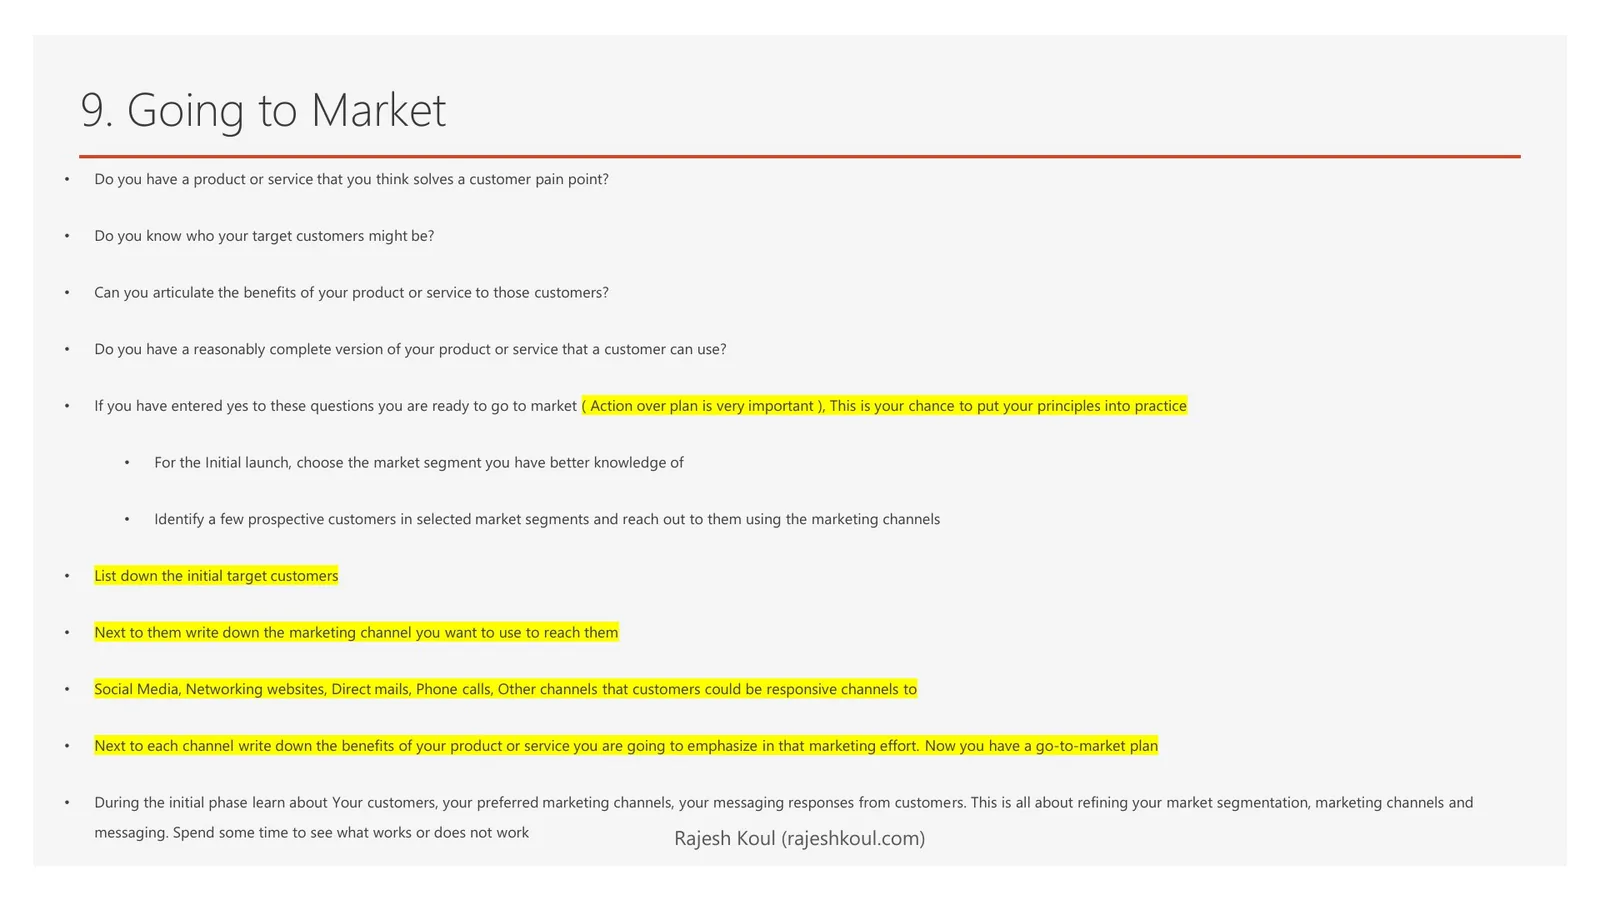 9. Going to Market
• Do you have a product or service that you think solves a customer pain point?
• Do you know who your target customers might be?
• Can you articulate the benefits of your product or service to those customers?
• Do you have a reasonably complete version of your product or service that a customer can use?
• If you have entered yes to these questions you are ready to go to market ( Action over plan is very important ), This is your chance to put your principles into practice
• For the Initial launch, choose the market segment you have better knowledge of
• Identify a few prospective customers in selected market segments and reach out to them using the marketing channels
• List down the initial target customers
• Next to them write down the marketing channel you want to use to reach them
• Social Media, Networking websites, Direct mails, Phone calls, Other channels that customers could be responsive channels to
• Next to each channel write down the benefits of your product or service you are going to emphasize in that marketing effort. Now you have a go-to-market plan
• During the initial phase learn about Your customers, your preferred marketing channels, your messaging responses from customers. This is all about refining your market segmentation, marketing channels and
messaging. Spend some time to see what works or does not work
Rajesh Koul (rajeshkoul.com)